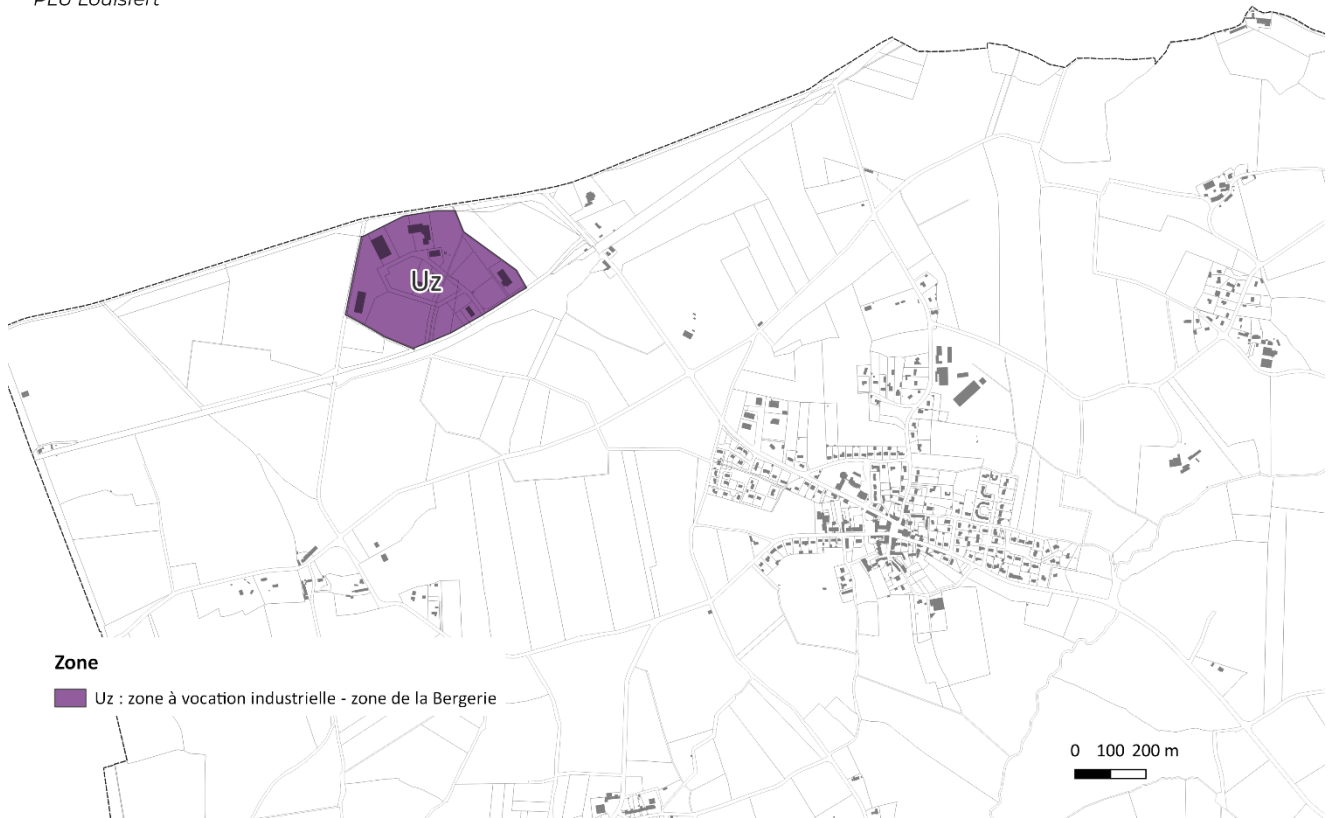 PLU Louisfert
Uz
Zone
Uz : zone à vocation industrielle - zone de la Bergerie
0 100 200 m